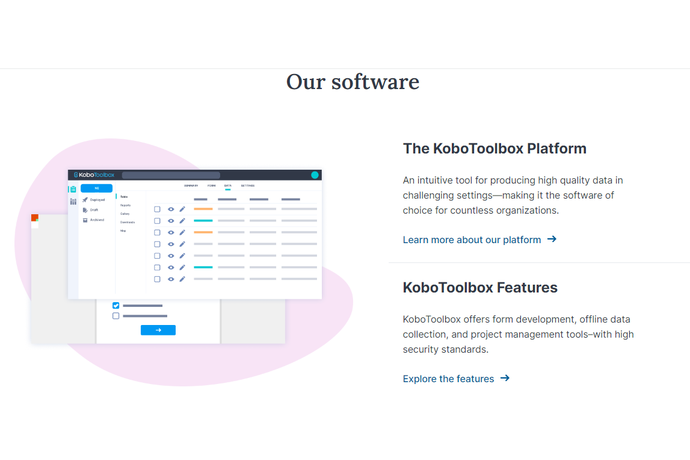 Our software
KoboToolbox
NEW
SUMMARY
FORM
DATA
SETTINGS
Deployed
Draft
Archived
Table
Reports
Gallery
Downloads
Map
The KoboToolbox Platform
An intuitive tool for producing high quality data in
challenging settings—making it the software of
choice for countless organizations.
Learn more about our platform →
KoboToolbox Features
KoboToolbox offers form development, offline data
collection, and project management tools–with high
security standards.
Explore the features →